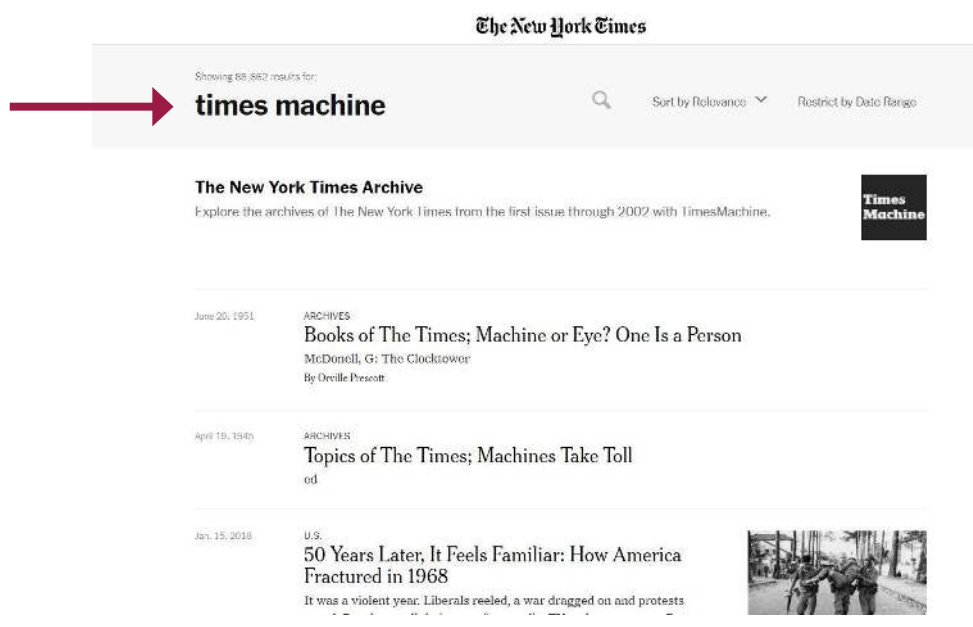 The New York Times
Showing 88,862 results for:
times machine
Sort by Relevance
Restrict by Date Range
The New York Times Archive
Explore the archives of The New York Times from the first issue through 2002 with TimesMachine.
Times
Machine
June 20, 1951
ARCHIVES
Books of The Times; Machine or Eye? One Is a Person
McDonell, G: The Clocktower
By Orville Prescott
April 19, 1945
ARCHIVES
Topics of The Times; Machines Take Toll
ed
Jan. 15, 2018
U.S.
50 Years Later, It Feels Familiar: How America
Fractured in 1968
It was a violent year. Liberals reeled, a war dragged on and protests